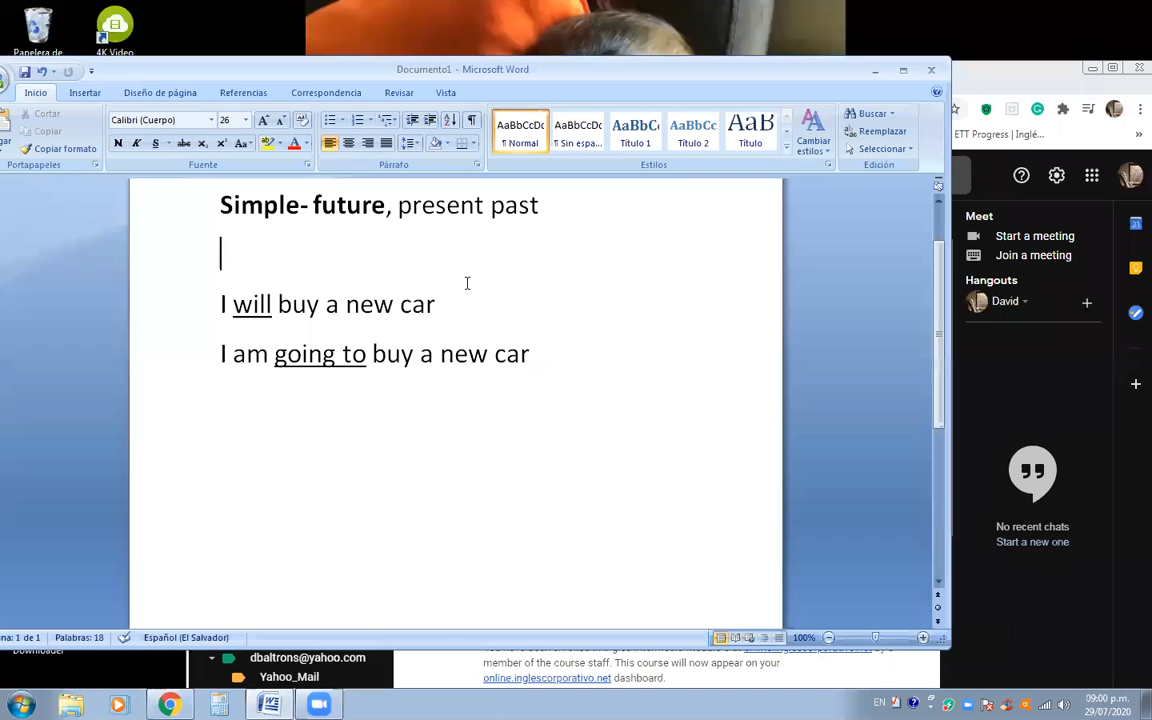 Papelera de
4K Video
Documento1 - Microsoft Word
Inicio
Insertar
Diseño de página
Referencias
Correspondencia
Revisar
Vista
Cortar
Copiar
Copiar formato
Portapapeles
Calibri (Cuerpo)
26
Fuente
Párrafo
AaBbCcDc
¶ Normal
AaBbCcDc
¶ Sin espa...
AaBbC
Título 1
AaBbCc
Título 2
AaB
Título
Cambiar
estilos
Estilos
Buscar
Reemplazar
Seleccionar
Edición
Simple- future, present past
I will buy a new car
I am going to buy a new car
ETT Progress | Inglé...
Meet
Start a meeting
Join a meeting
Hangouts
David
No recent chats
Start a new one
1 de 1
Palabras: 18
Español (El Salvador)
100%
dbaltrons@yahoo.com
Yahoo_Mail
member of the course staff. This course will now appear on your
online.inglescorporativo.net dashboard.
EN
09:00 p.m.
29/07/2020